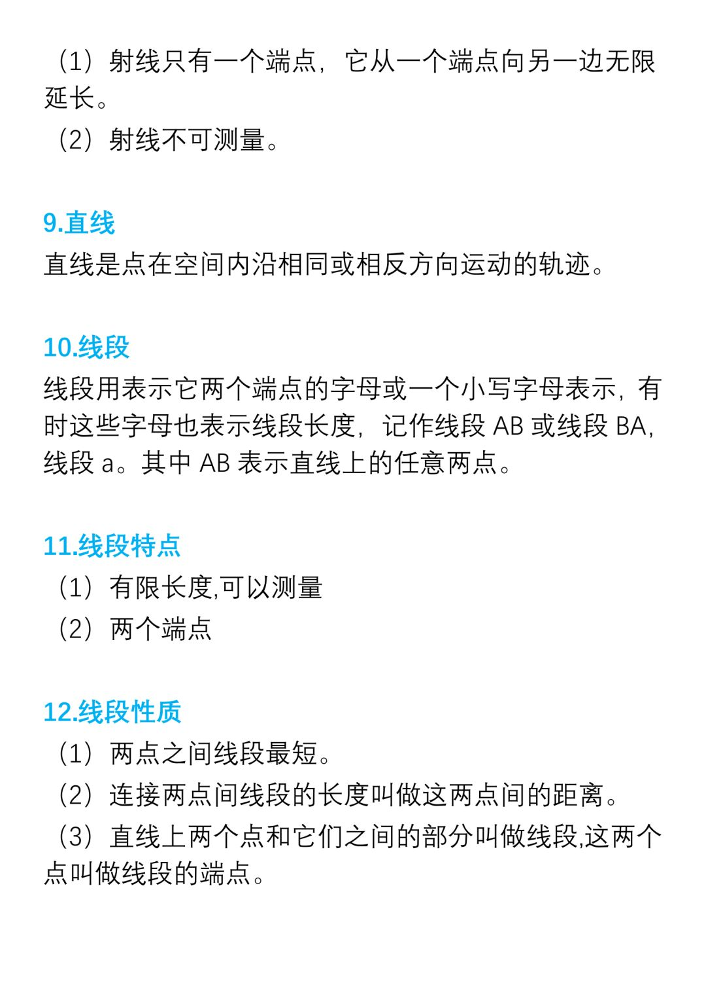 （1）射线只有一个端点，它从一个端点向另一边无限
延长。
（2）射线不可测量。
9.直线
直线是点在空间内沿相同或相反方向运动的轨迹。
10.线段
线段用表示它两个端点的字母或一个小写字母表示，有
时这些字母也表示线段长度，记作线段 AB 或线段 BA，
线段 a。其中 AB 表示直线上的任意两点。
11.线段特点
（1）有限长度,可以测量
（2）两个端点
12.线段性质
（1）两点之间线段最短。
（2）连接两点间线段的长度叫做这两点间的距离。
（3）直线上两个点和它们之间的部分叫做线段,这两个
点叫做线段的端点。